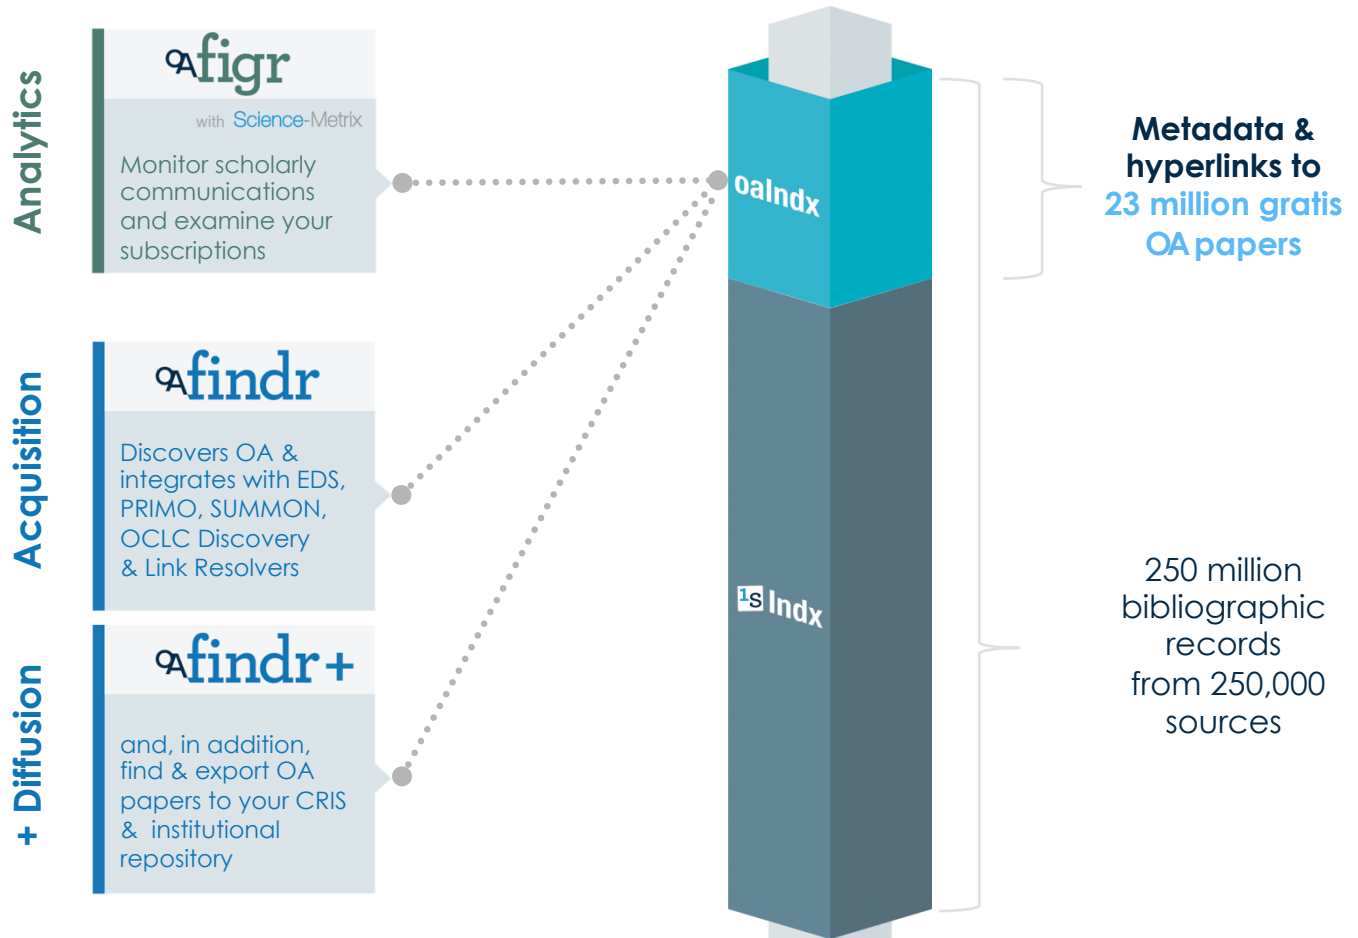 Analytics
OAfigr
with Science-Metrix
Monitor scholarly
communications
and examine your
subscriptions
Acquisition
OAfindr
Discovers OA &
integrates with EDS,
PRIMO, SUMMON,
OCLC Discovery
& Link Resolvers
+ Diffusion
OAfindr+
and, in addition,
find & export OA
papers to your CRIS
& institutional
repository
oaIndx
1s Indx
Metadata &
hyperlinks to
23 million gratis
OA papers
250 million
bibliographic
records
from 250,000
sources